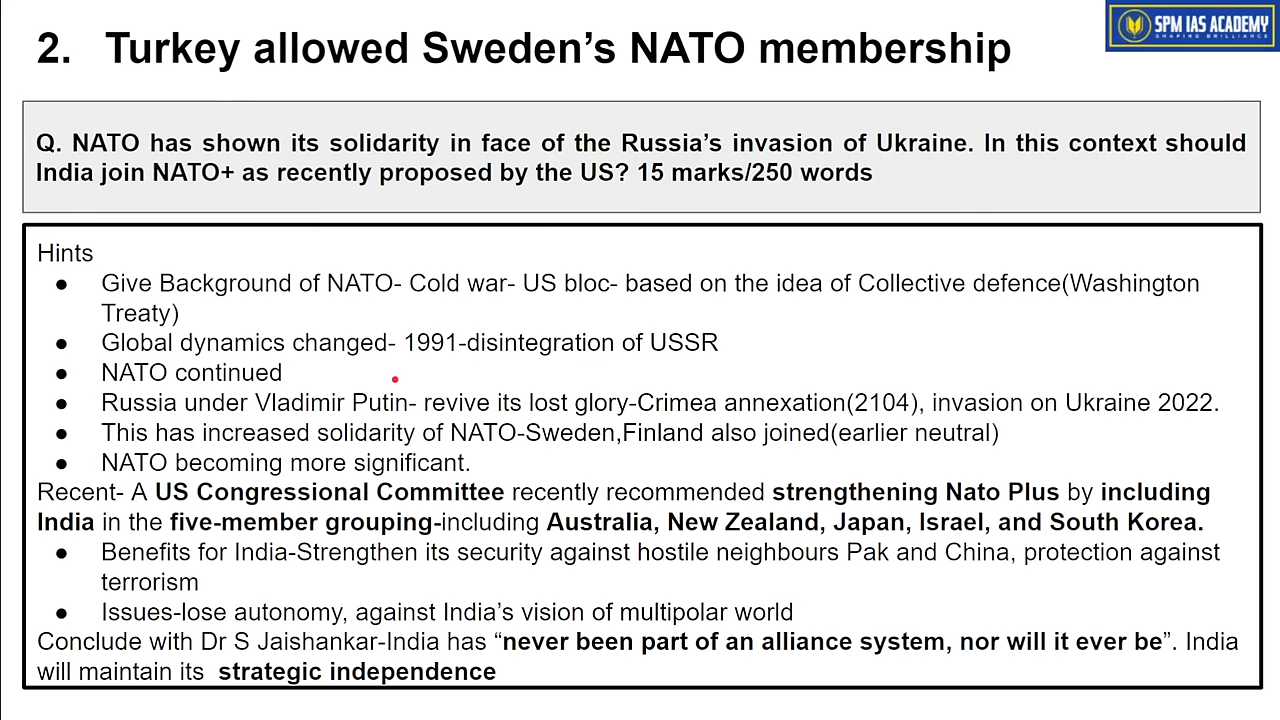 SPM IAS ACADEMY
SHAPING BRILLIANCE
2. Turkey allowed Sweden’s NATO membership
Q. NATO has shown its solidarity in face of the Russia’s invasion of Ukraine. In this context should
India join NATO+ as recently proposed by the US? 15 marks/250 words
Hints
● Give Background of NATO- Cold war- US bloc- based on the idea of Collective defence(Washington
Treaty)
● Global dynamics changed- 1991-disintegration of USSR
● NATO continued
● Russia under Vladimir Putin- revive its lost glory-Crimea annexation(2104), invasion on Ukraine 2022.
● This has increased solidarity of NATO-Sweden,Finland also joined(earlier neutral)
● NATO becoming more significant.
Recent- A US Congressional Committee recently recommended strengthening Nato Plus by including
India in the five-member grouping-including Australia, New Zealand, Japan, Israel, and South Korea.
● Benefits for India-Strengthen its security against hostile neighbours Pak and China, protection against
terrorism
● Issues-lose autonomy, against India’s vision of multipolar world
Conclude with Dr S Jaishankar-India has “never been part of an alliance system, nor will it ever be”. India
will maintain its strategic independence